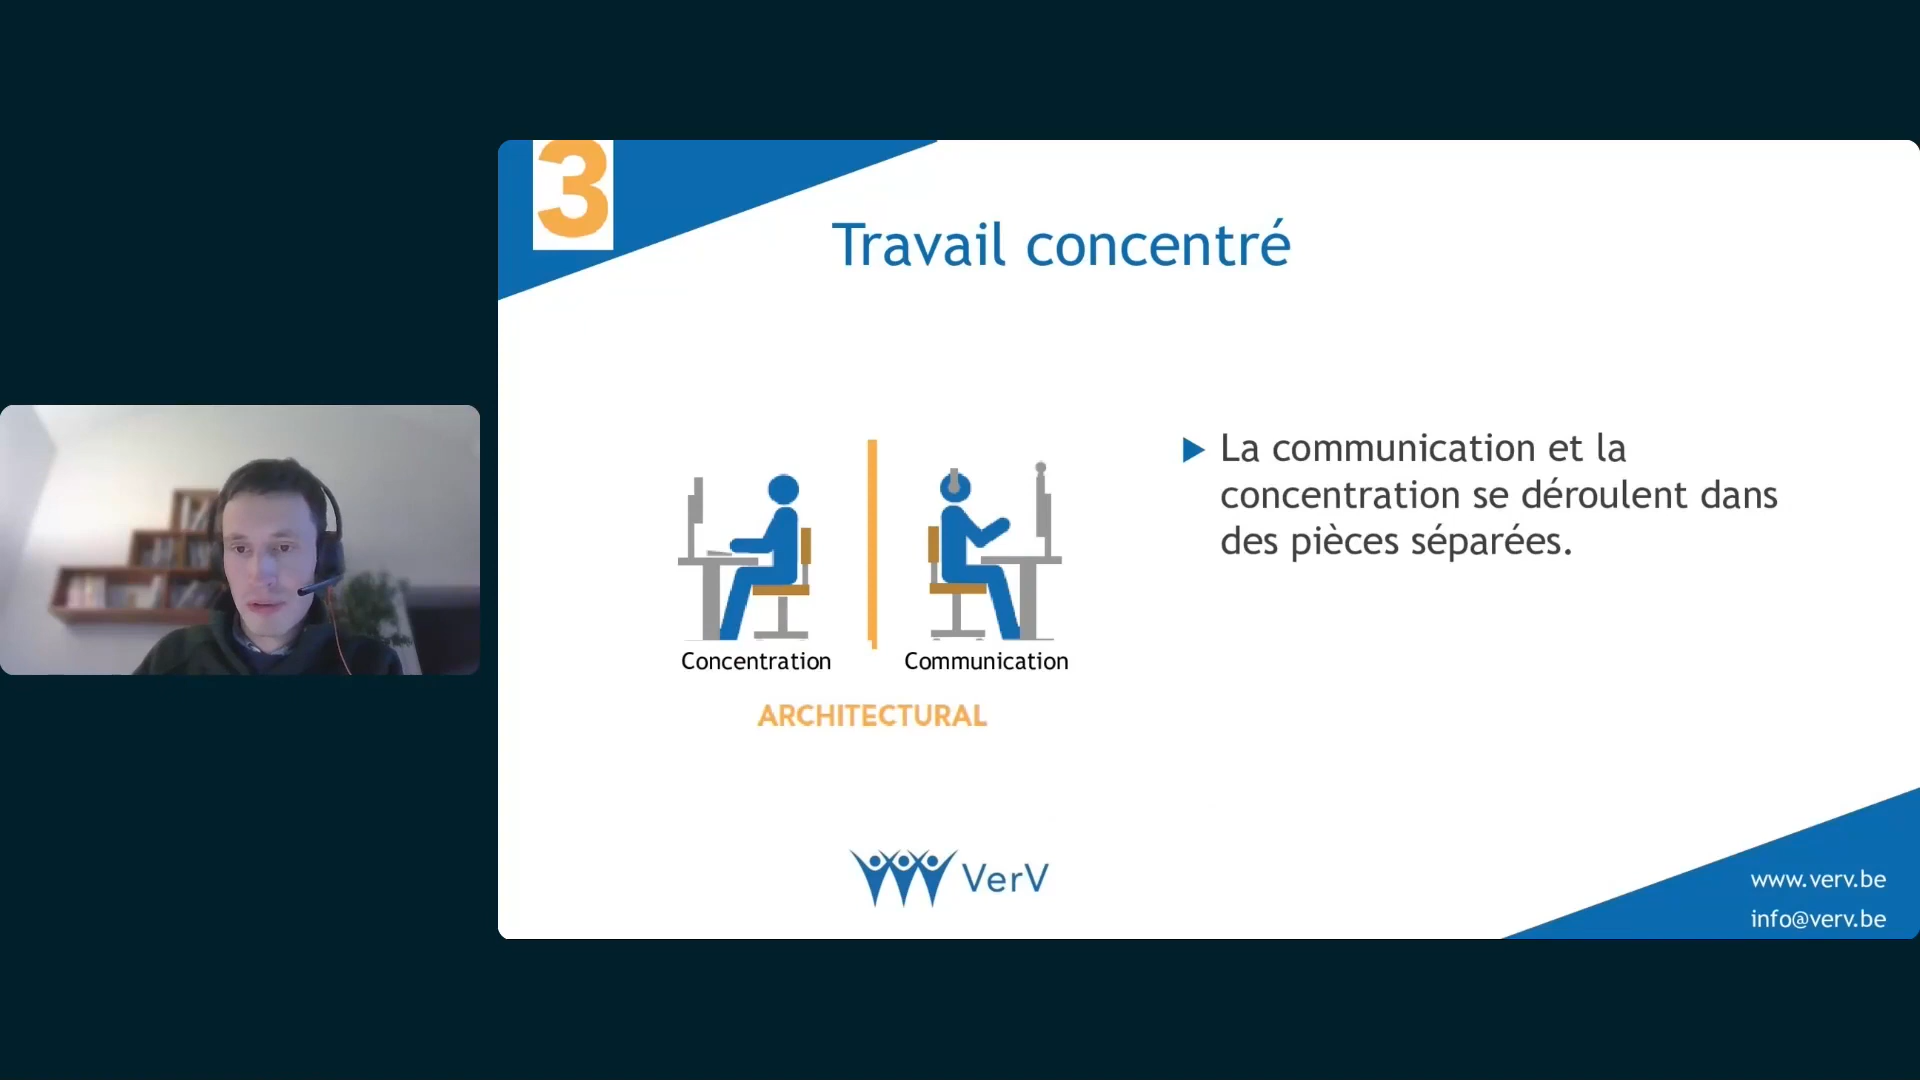 3
Travail concentré
La communication et la
concentration se déroulent dans
des pièces séparées.
Concentration
Communication
ARCHITECTURAL
VerV
www.verv.be
info@verv.be